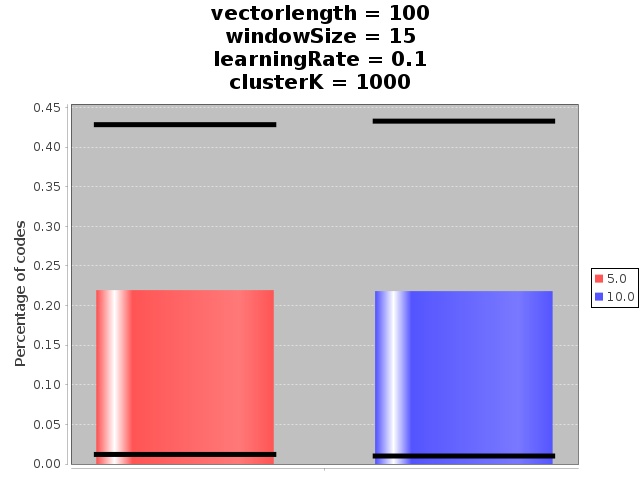 vectorlength = 100
windowSize = 15
learningRate = 0.1
clusterK = 1000
Percentage of codes
0.45
0.40
0.35
0.30
0.25
0.20
0.15
0.10
0.05
0.00
5.0
10.0